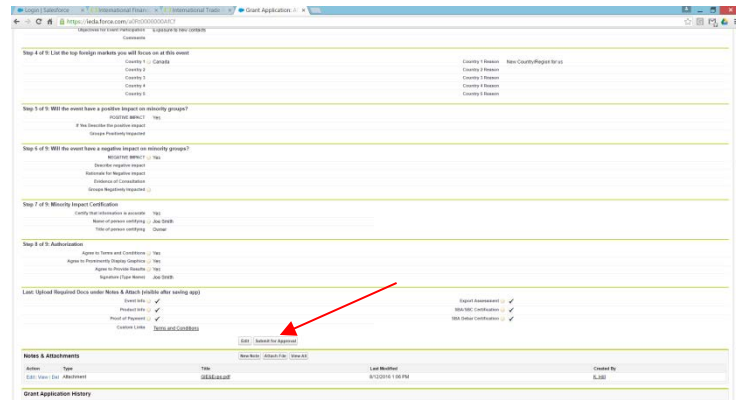 Login | Salesforce
International Financ
International Trade
Grant Application: A
https://ieda.force.com/a0Fc0000000AfCf
Objectives for Event Participation Exposure to new contacts
Comments
Step 4 of 9: List the top foreign markets you will focus on at this event
Country 1 Canada Country 1 Reason New Country/Region for us
Country 2 Country 2 Reason
Country 3 Country 3 Reason
Country 4 Country 4 Reason
Country 5 Country 5 Reason
Step 5 of 9: Will the event have a positive impact on minority groups?
POSITIVE IMPACT Yes
If Yes Describe the positive impact
Groups Positively Impacted
Step 6 of 9: Will the event have a negative impact on minority groups?
NEGATIVE IMPACT Yes
Describe negative impact
Rationale for Negative Impact
Evidence of Consultation
Groups Negatively Impacted
Step 7 of 9: Minority Impact Certification
Certify that information is accurate Yes
Name of person certifying Joe Smith
Title of person certifying Owner
Step 8 of 9: Authorization
Agree to Terms and Conditions Yes
Agree to Prominently Display Graphics Yes
Agree to Provide Results Yes
Signature (Type Name) Joe Smith
Last: Upload Required Docs under Notes & Attach (visible after saving app)
Event Info Export Assessment
Product Info SBA/SBC Certification
Proof of Payment SBA Debar Certification
Custom Links Terms and Conditions
Edit Submit for Approval
Notes & Attachments New Note Attach File View All
Action Type Title Last Modified Created By
Edit | View | Del Attachment 8/12/2016 1:56 PM K. Hill
Grant Application History